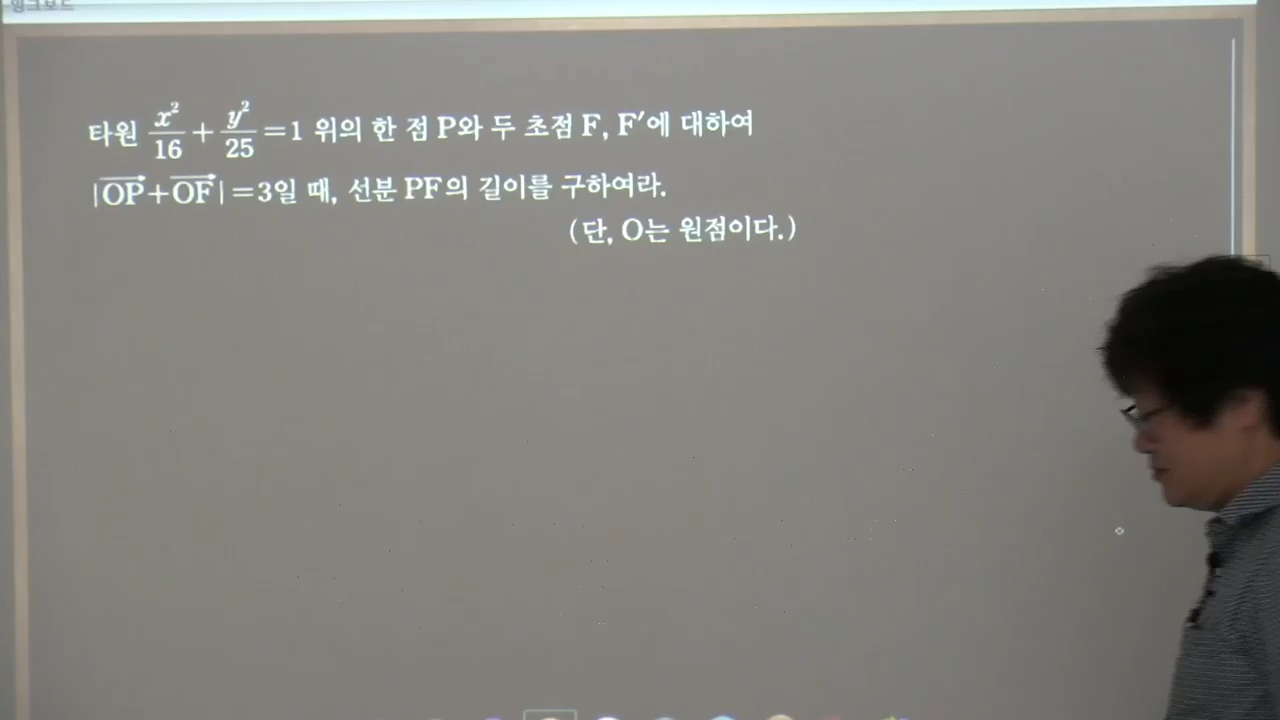 타원 x²/16 + y²/25 = 1 위의 한 점 P와 두 초점 F, F′에 대하여
|\overrightarrow{OP}+\overrightarrow{OF}|=3일 때, 선분 PF의 길이를 구하여라.
(단, O는 원점이다.)